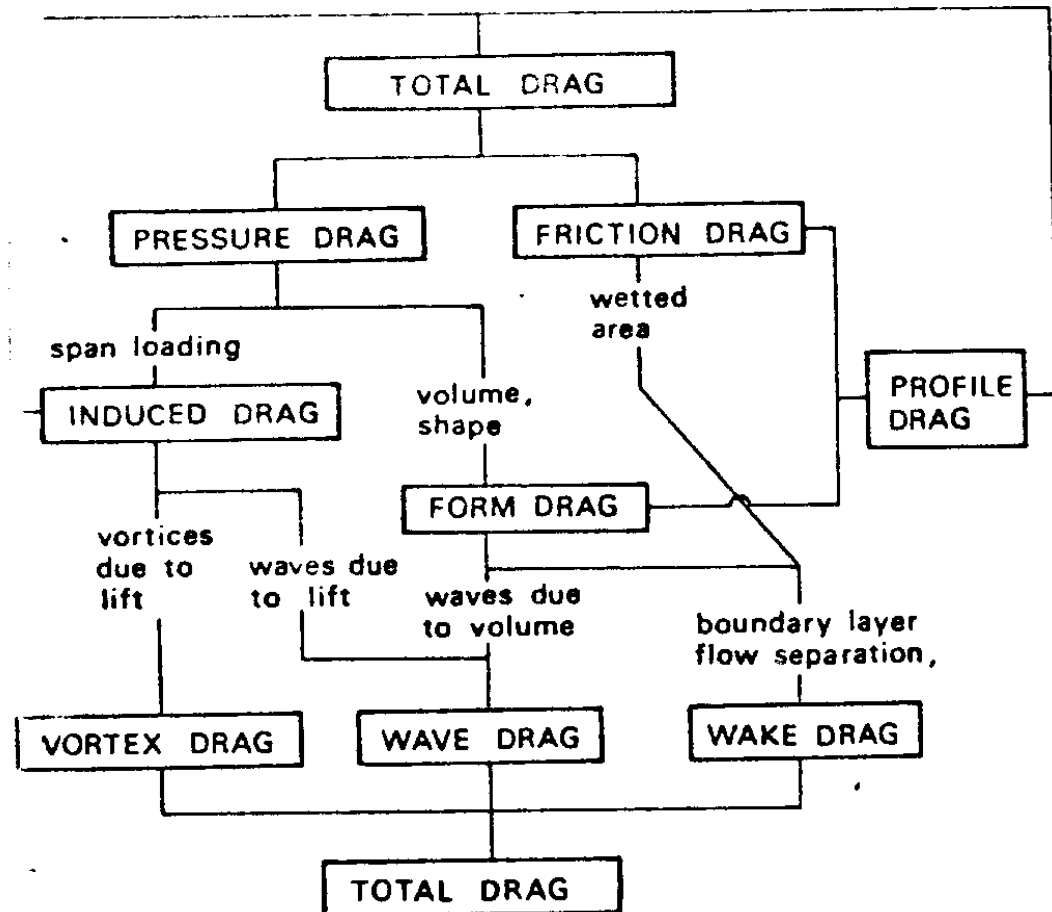 TOTAL DRAG
PRESSURE DRAG
FRICTION DRAG
wetted
area
span loading
INDUCED DRAG
volume,
shape
PROFILE
DRAG
FORM DRAG
vortices
due to
lift
waves due
to lift
waves due
to volume
boundary layer
flow separation,
VORTEX DRAG
WAVE DRAG
WAKE DRAG
TOTAL DRAG